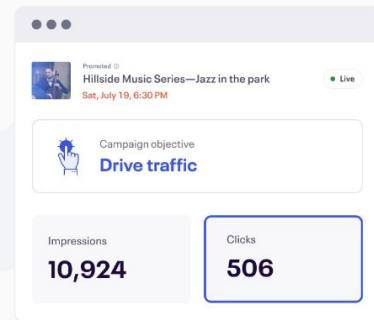 Promoted
Hillside Music Series—Jazz in the park
Live
Sat, July 19, 6:30 PM
Campaign objective
Drive traffic
Impressions
10,924
Clicks
506